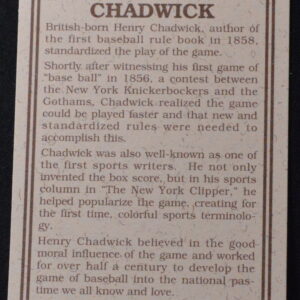 CHADWICK
British-born Henry Chadwick, author of
the first baseball rule book in 1858,
standardized the play of the game.
Shortly, after witnessing his first game of
"base ball" in 1856, a contest between
the New York Knickerbockers and the
Gothams, Chadwick realized the game
could be played faster and that new and
standardized rules were needed to
accomplish this.
Chadwick was also well-known as one of
the first sports writers. He not only
invented the box score, but in his sports
column in "The New York Clipper," he
helped popularize the game, creating for
the first time, colorful sports terminolo-
gy.
Henry Chadwick believed in the good
moral influence of the game and worked
for over half a century to develop the
game of baseball into the national pas-
time we all know and love.